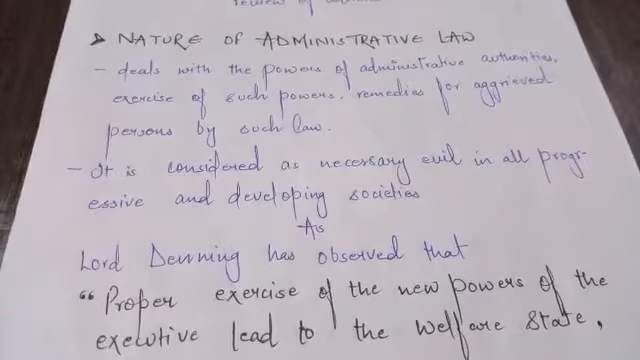 review of
➤ NATURE OF ADMINISTRATIVE LAW
- deals with the powers of administrative authorities,
exercise of such powers, remedies for aggrieved
persons by such law.
- It is considered as necessary evil in all progr-
essive and developing societies
As
Lord Denning has observed that
"Proper exercise of the new powers of the
executive lead to the welfare state,